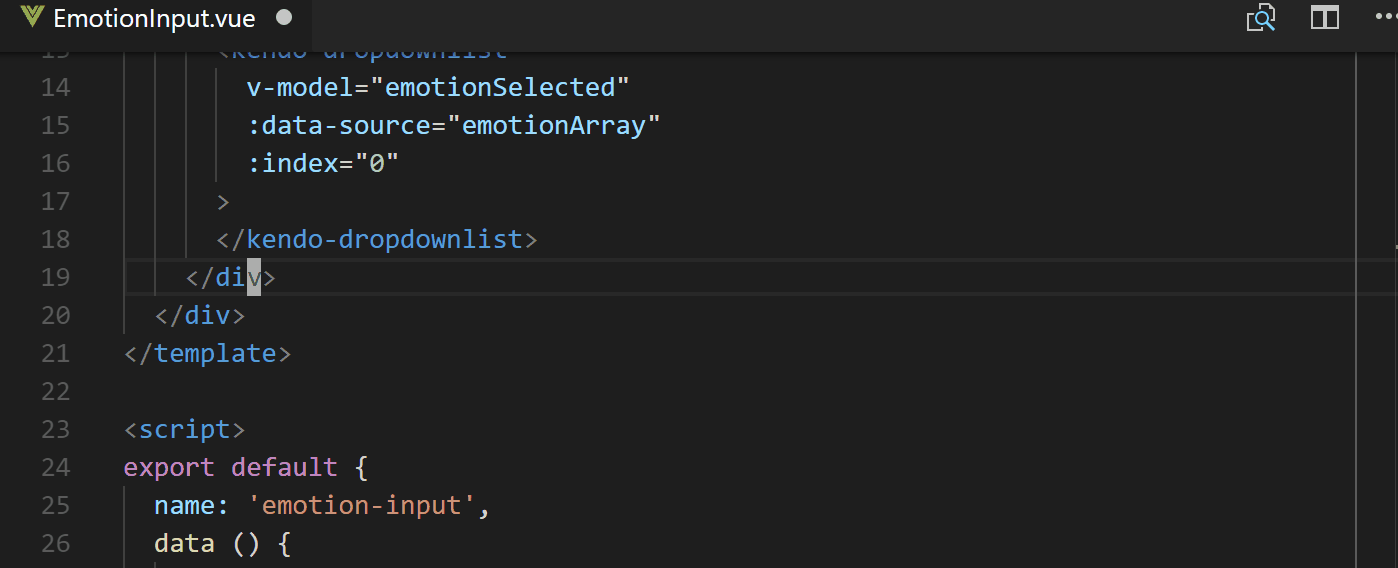 EmotionInput.vue
13 <kendo-dropdownlist
14 v-model="emotionSelected"
15 :data-source="emotionArray"
16 :index="0"
17 >
18 </kendo-dropdownlist>
19 </div>
20 </div>
21 </template>
22
23 <script>
24 export default {
25 name: 'emotion-input',
26 data () {